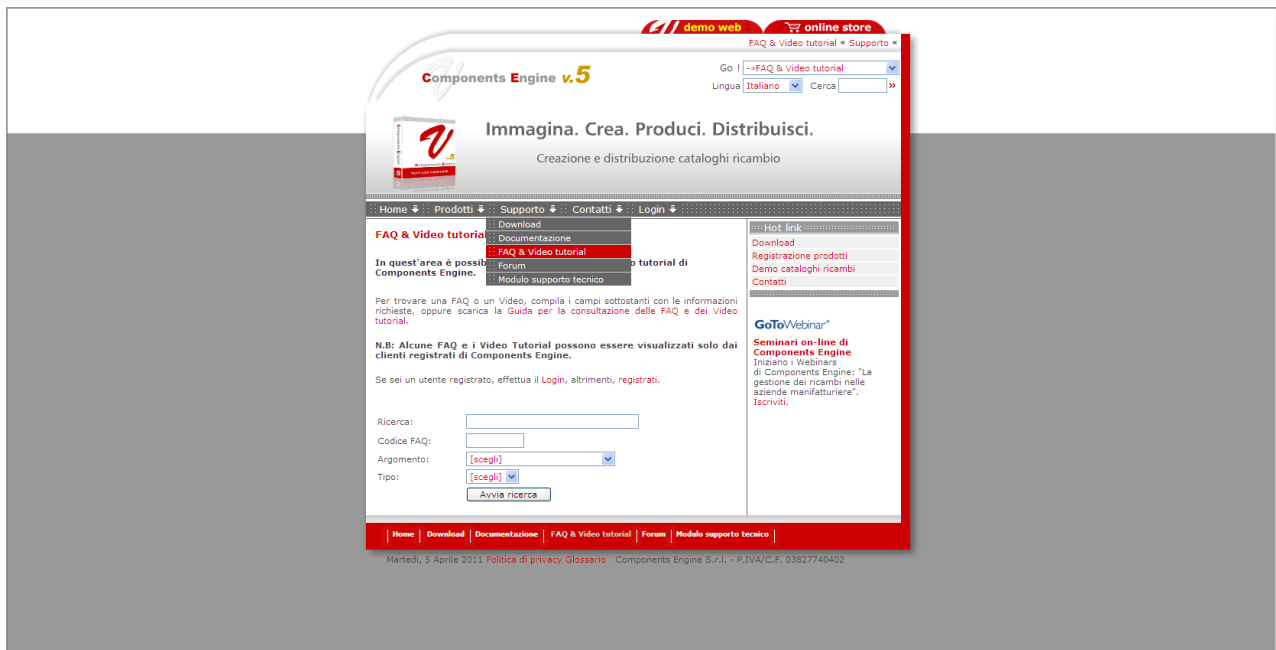 demo web
online store
FAQ & Video tutorial « Supporto «
Components Engine v.5
Go ! -»FAQ & Video tutorial
Lingua Italiano Cerca »
Immagina. Crea. Produci. Distribuisci.
Creazione e distribuzione cataloghi ricambio
Home Prodotti Supporto Contatti Login
Download
Documentazione
FAQ & Video tutorial
Forum
Modulo supporto tecnico
FAQ & Video tutorial
In quest'area è possib
o tutorial di
Components Engine.
Per trovare una FAQ o un Video, compila i campi sottostanti con le informazioni
richieste, oppure scarica la Guida per la consultazione delle FAQ e dei Video
tutorial.
N.B: Alcune FAQ e i Video Tutorial possono essere visualizzati solo dai
clienti registrati di Components Engine.
Se sei un utente registrato, effettua il Login, altrimenti, registrati.
Ricerca:
Codice FAQ:
Argomento: [scegli]
Tipo: [scegli]
Avvia ricerca
Hot link
Download
Registrazione prodotti
Demo cataloghi ricambi
Contatti
GoToWebinar
Seminari on-line di
Components Engine
Iniziano i Webinars
di Components Engine: "La
gestione dei ricambi nelle
aziende manifatturiere".
Iscriviti.
Home | Download | Documentazione | FAQ & Video tutorial | Forum | Modulo supporto tecnico |
Martedì, 5 Aprile 2011 Politica di privacy Glossario Components Engine S.r.l. - P.IVA/C.F. 03827740402